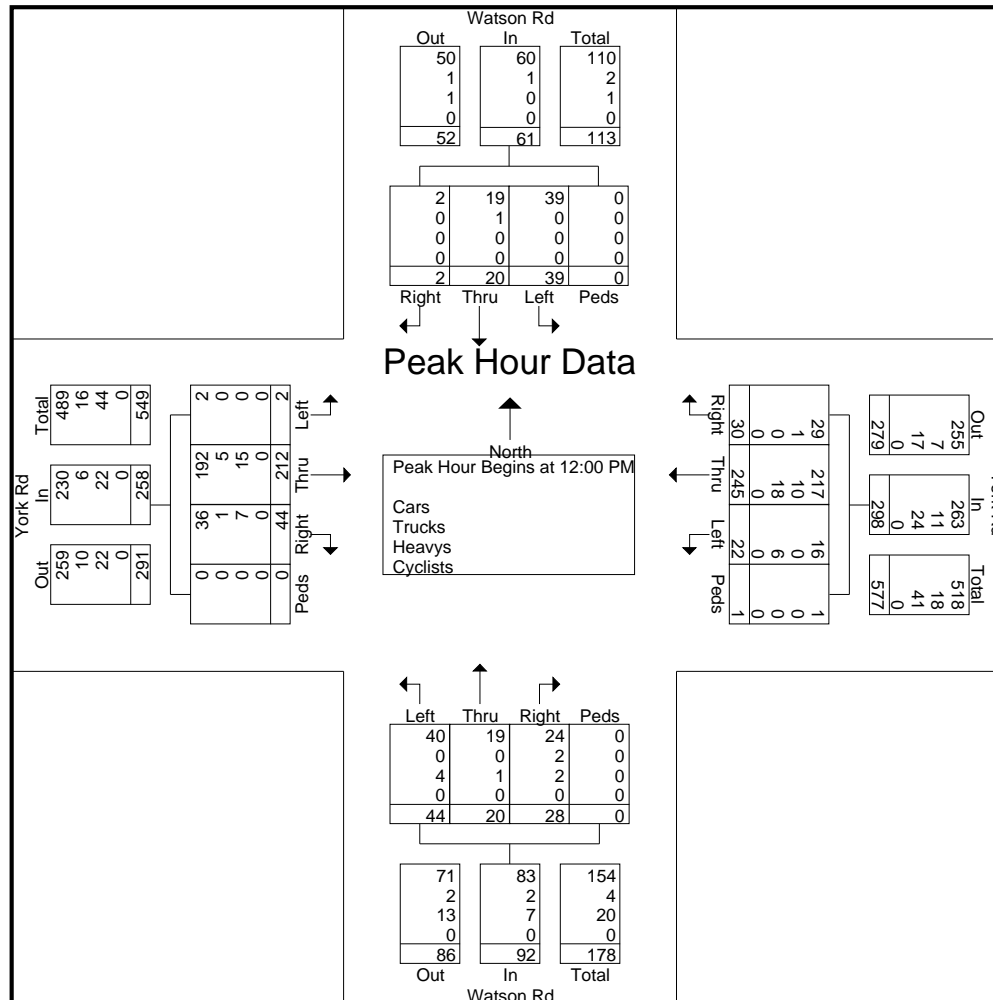 Watson Rd
Out In Total
50 60 110
1 1 2
1 0 1
0 0 0
52 61 113
2 19 39 0
0 1 0 0
0 0 0 0
0 0 0 0
2 20 39 0
Right Thru Left Peds
Peak Hour Data
North
Peak Hour Begins at 12:00 PM
Cars
Trucks
Heavys
Cyclists
York Rd
Total
489
16
44
0
549
In
230
6
22
0
258
Out
259
10
22
0
291
Left
2
0
0
0
2
Thru
192
5
15
0
212
Right
36
1
7
0
44
Peds
0
0
0
0
0
Right
29
1
0
0
30
Thru
217
10
18
0
245
Left
16
0
6
0
22
Peds
1
0
0
0
1
Out
255
7
17
0
279
In
263
11
24
0
298
Total
518
18
41
0
577
Left Thru Right Peds
40 19 24 0
0 0 2 0
4 1 2 0
0 0 0 0
44 20 28 0
71 83 154
2 2 4
13 7 20
0 0 0
86 92 178
Out In Total
Watson Rd